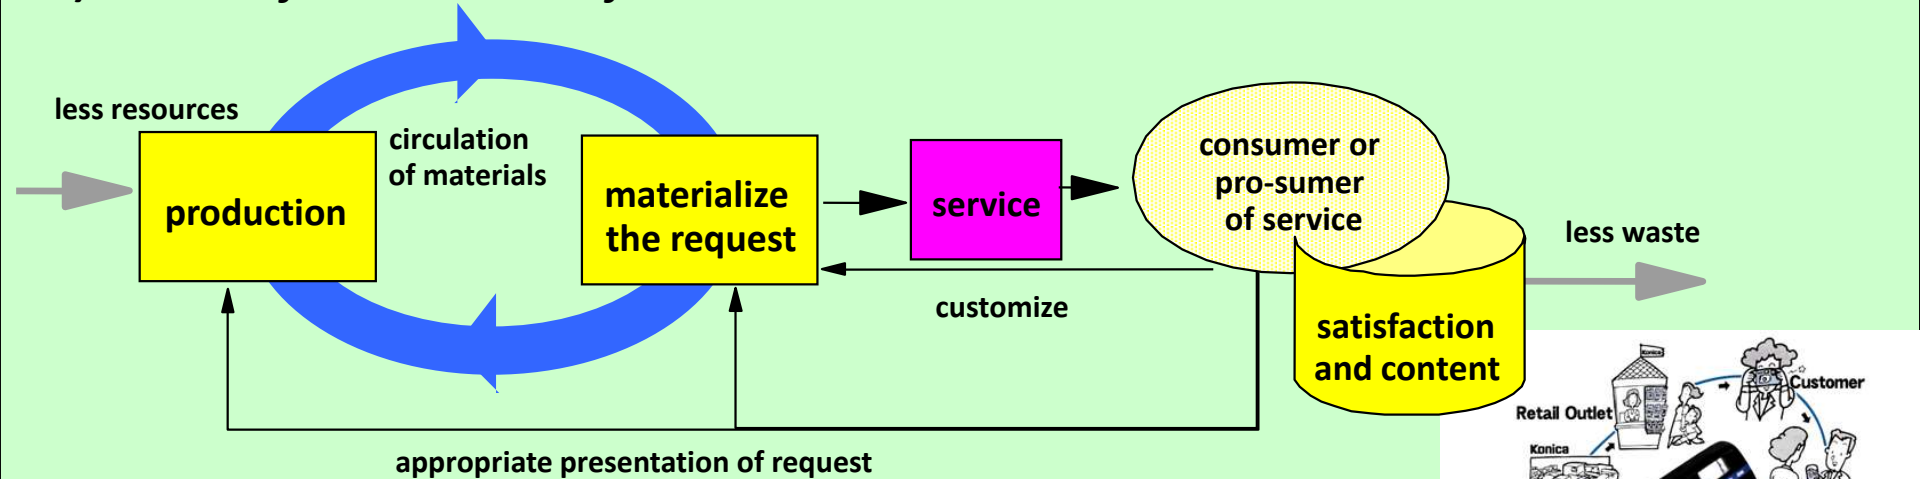 less resources
production
circulation
of materials
materialize
the request
service
consumer or
pro-sumer
of service
less waste
customize
satisfaction
and content
appropriate presentation of request
Konica
Customer
Retail Outlet
Konica